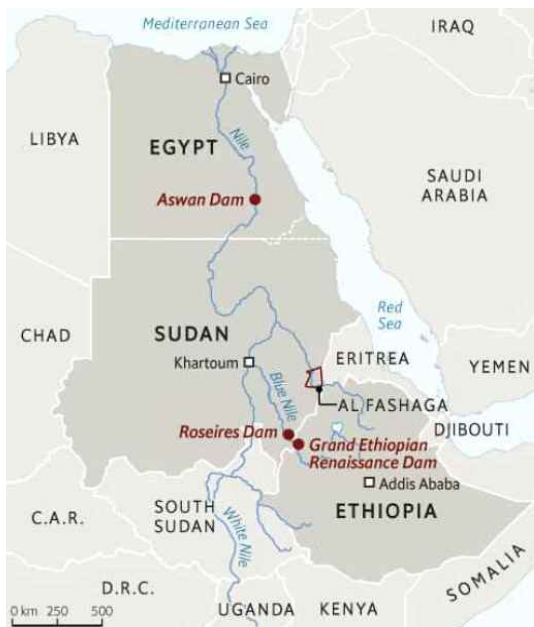 Mediterranean Sea
IRAQ
Cairo
LIBYA
Nile
EGYPT
SAUDI
ARABIA
Aswan Dam
Red
Sea
CHAD
SUDAN
ERITREA
YEMEN
Khartoum
Blue Nile
AL FASHAGA
DJIBOUTI
Roseires Dam
Grand Ethiopian
Renaissance Dam
Addis Ababa
SOUTH
SUDAN
ETHIOPIA
C.A.R.
White Nile
SOMALIA
D.R.C.
0 km 250 500
UGANDA
KENYA